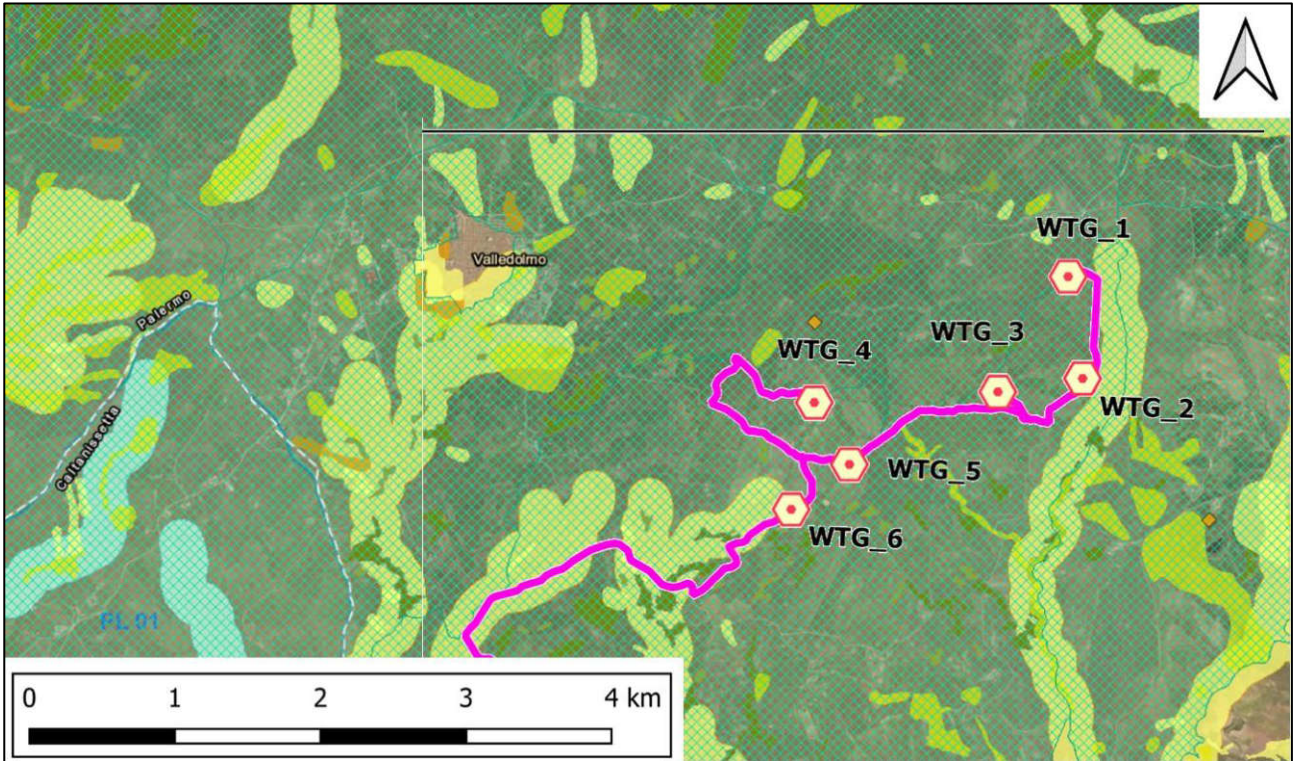 WTG_1
Valledolmo
Palermo
WTG_3
WTG_4
WTG_2
Caltanissetta
WTG_5
WTG_6
PL 01
0 1 2 3 4 km